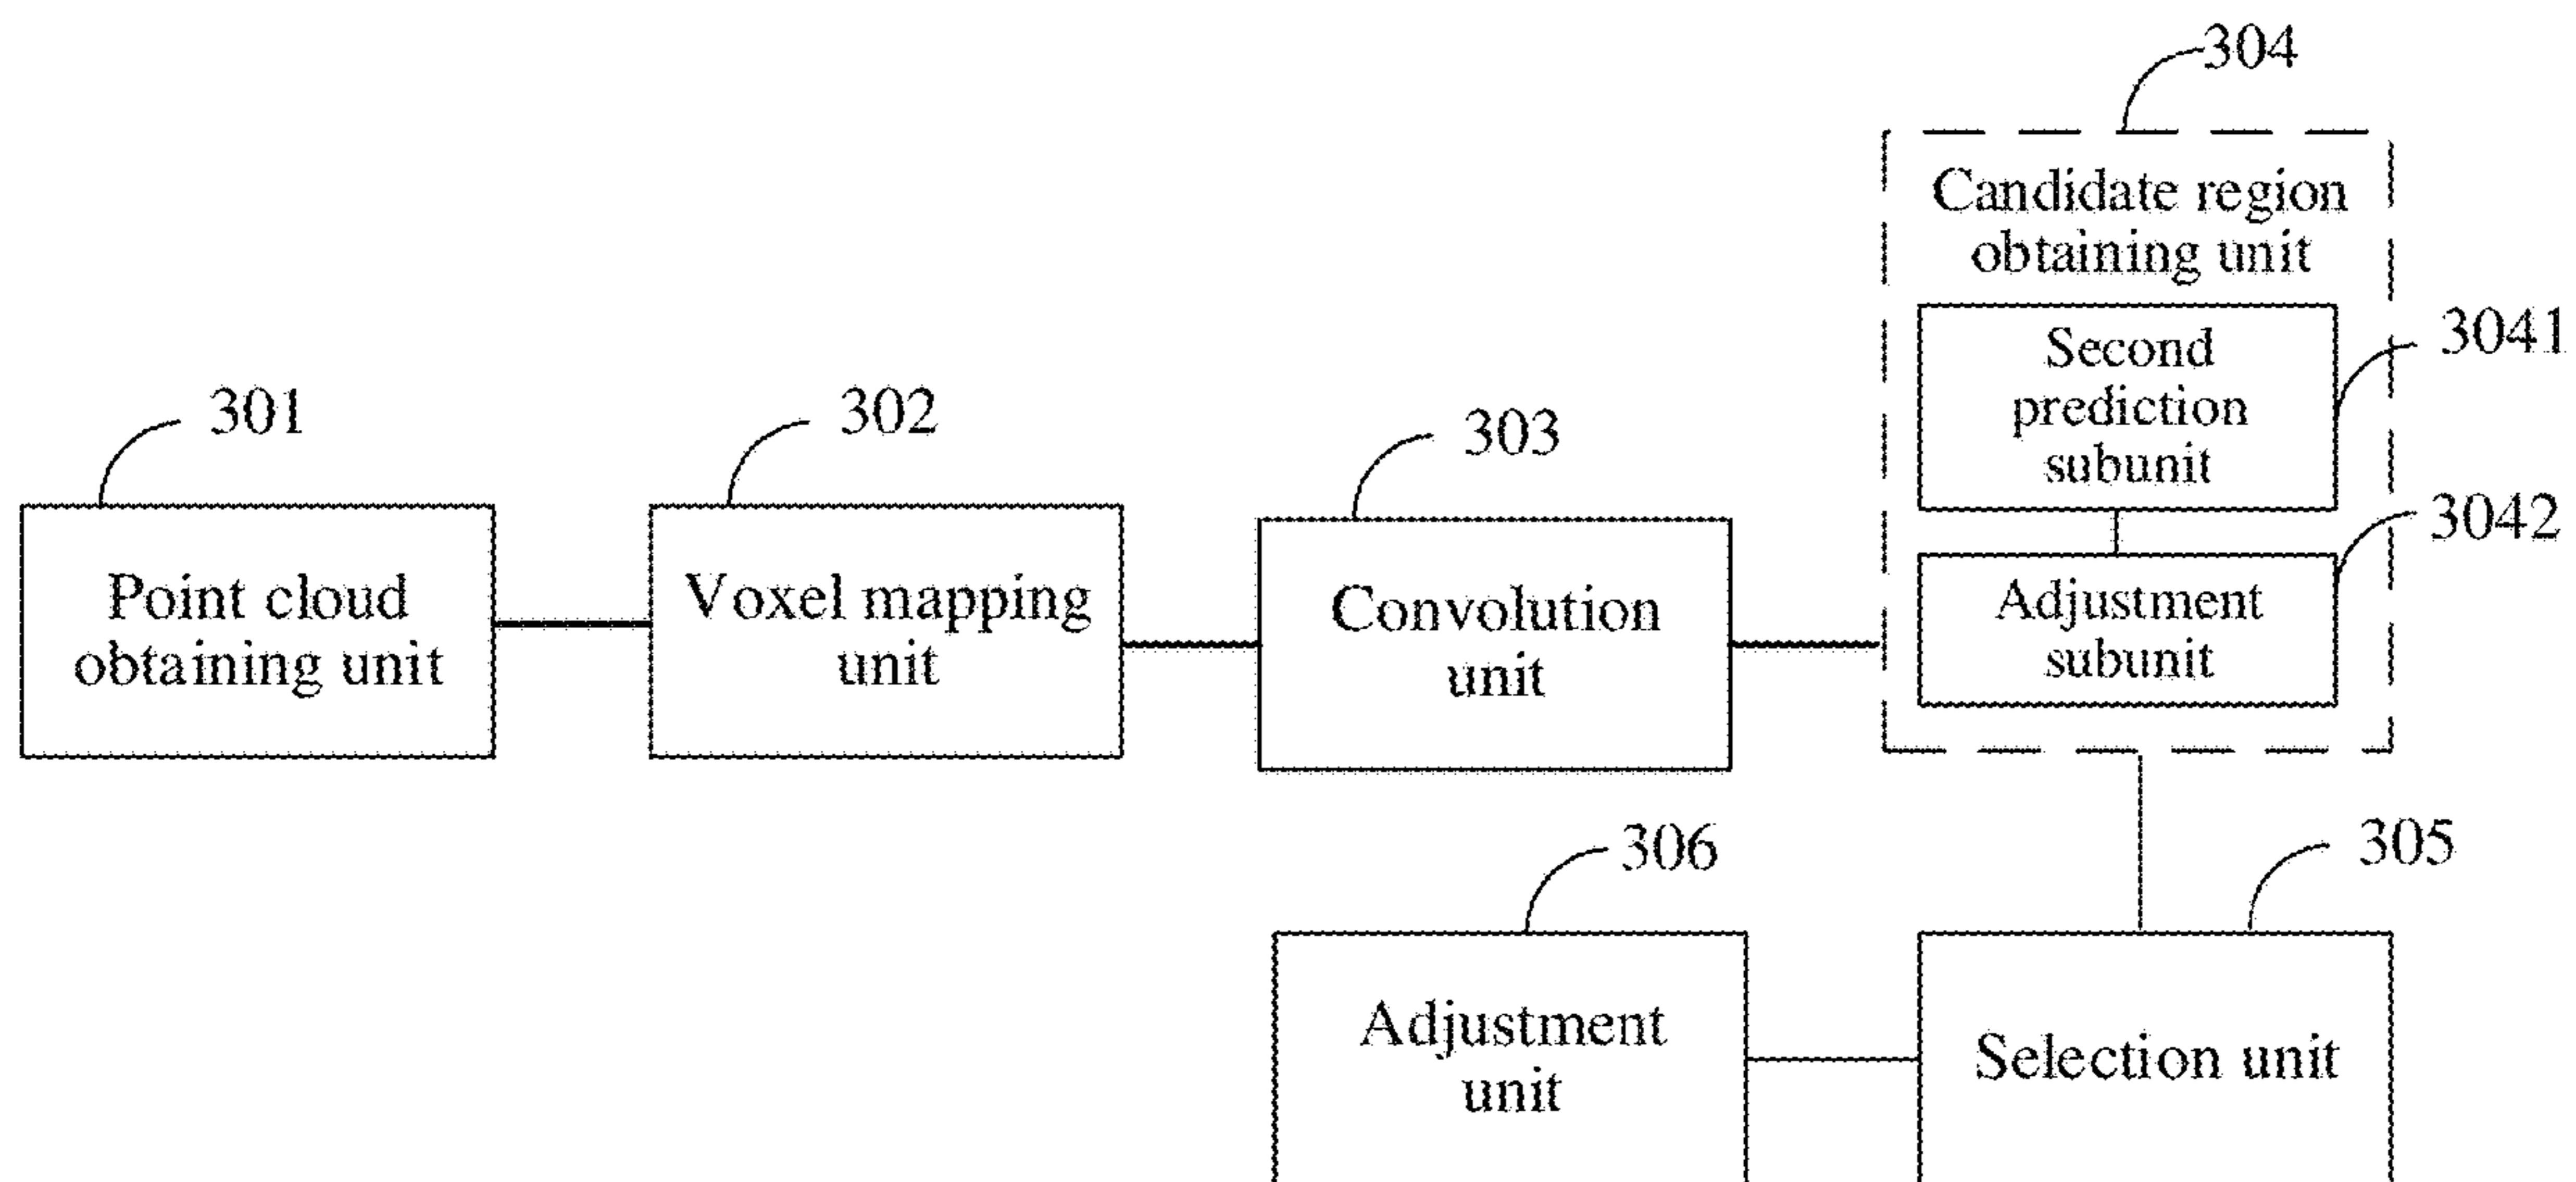 304
Candidate region
obtaining unit
3041
Second
prediction
subunit
3042
Adjustment
subunit
301
Point cloud
obtaining unit
302
Voxel mapping
unit
303
Convolution
unit
306
Adjustment
unit
305
Selection unit